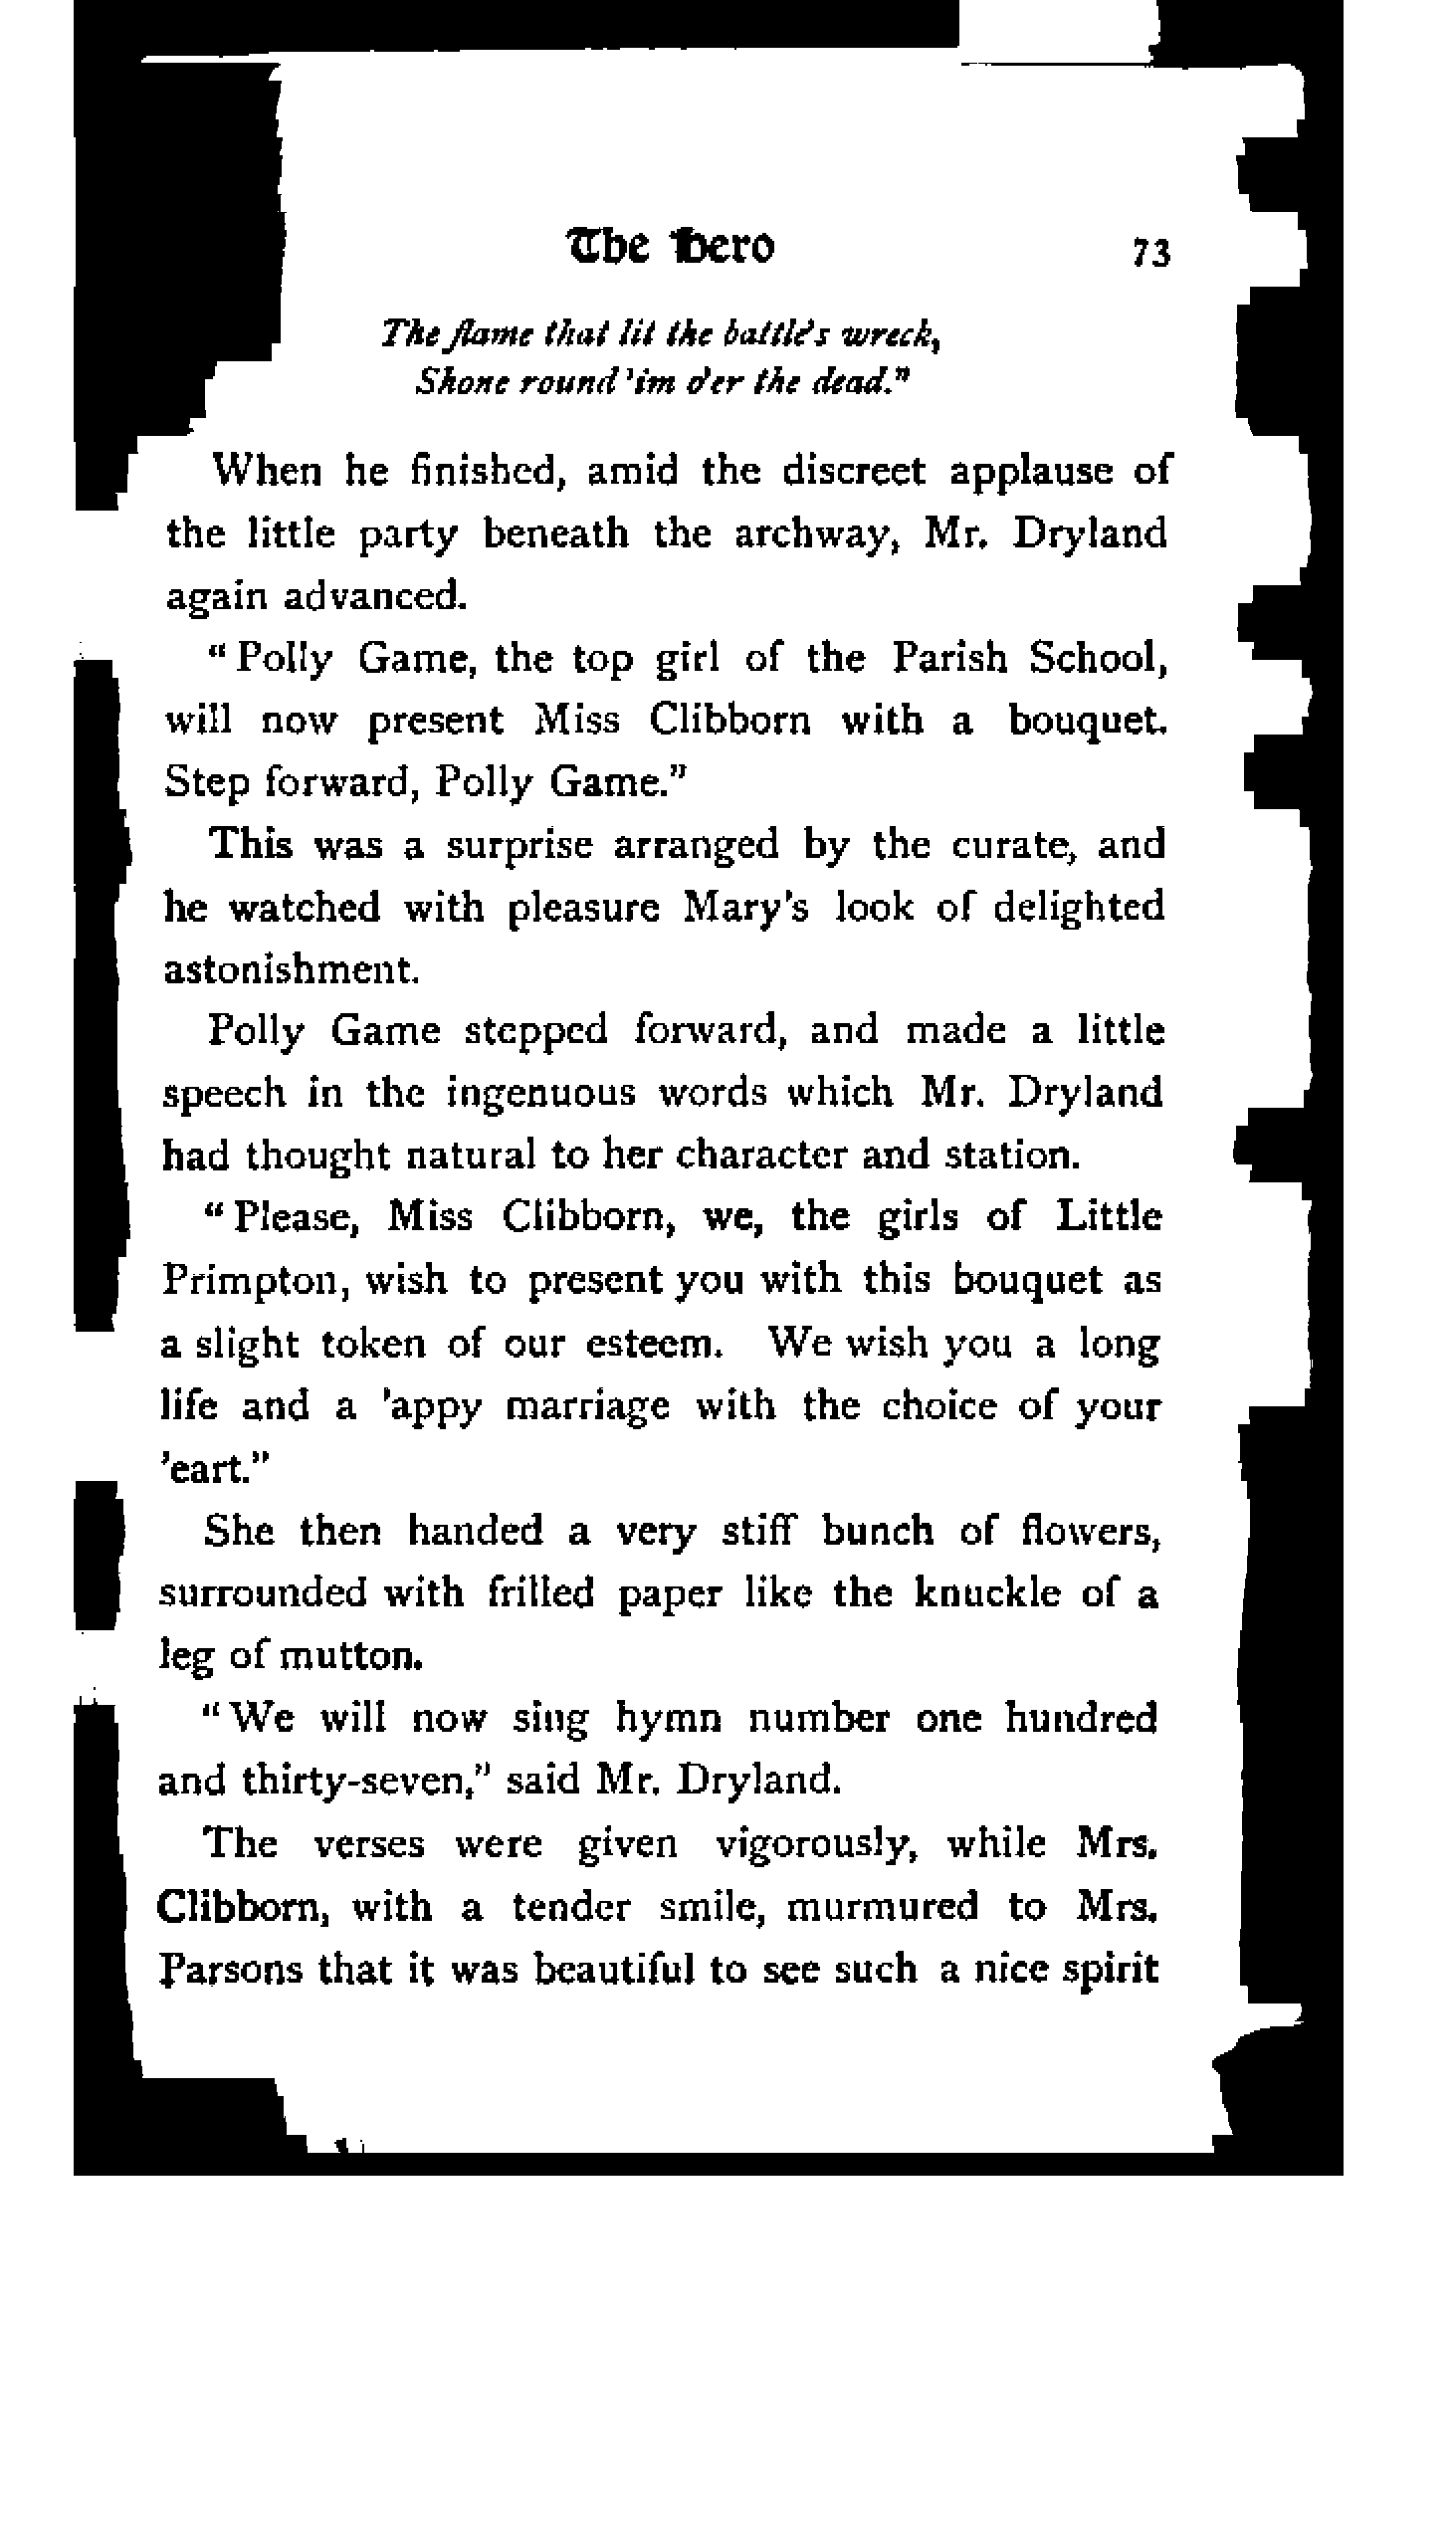 The Hero 73
The flame that lit the battle's wreck,
Shone round 'im o'er the dead."
When he finished, amid the discreet applause of
the little party beneath the archway, Mr. Dryland
again advanced.
"Polly Game, the top girl of the Parish School,
will now present Miss Clibborn with a bouquet.
Step forward, Polly Game."
This was a surprise arranged by the curate, and
he watched with pleasure Mary's look of delighted
astonishment.
Polly Game stepped forward, and made a little
speech in the ingenuous words which Mr. Dryland
had thought natural to her character and station.
"Please, Miss Clibborn, we, the girls of Little
Primpton, wish to present you with this bouquet as
a slight token of our esteem. We wish you a long
life and a 'appy marriage with the choice of your
'eart."
She then handed a very stiff bunch of flowers,
surrounded with frilled paper like the knuckle of a
leg of mutton.
"We will now sing hymn number one hundred
and thirty-seven," said Mr. Dryland.
The verses were given vigorously, while Mrs.
Clibborn, with a tender smile, murmured to Mrs.
Parsons that it was beautiful to see such a nice spirit